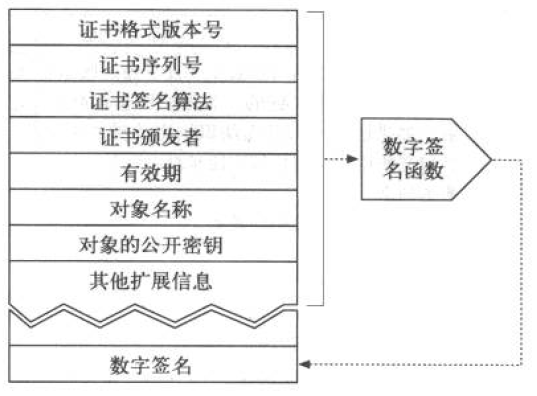 证书格式版本号
证书序列号
证书签名算法
证书颁发者
有效期
对象名称
对象的公开密钥
其他扩展信息
数字签
名函数
数字签名